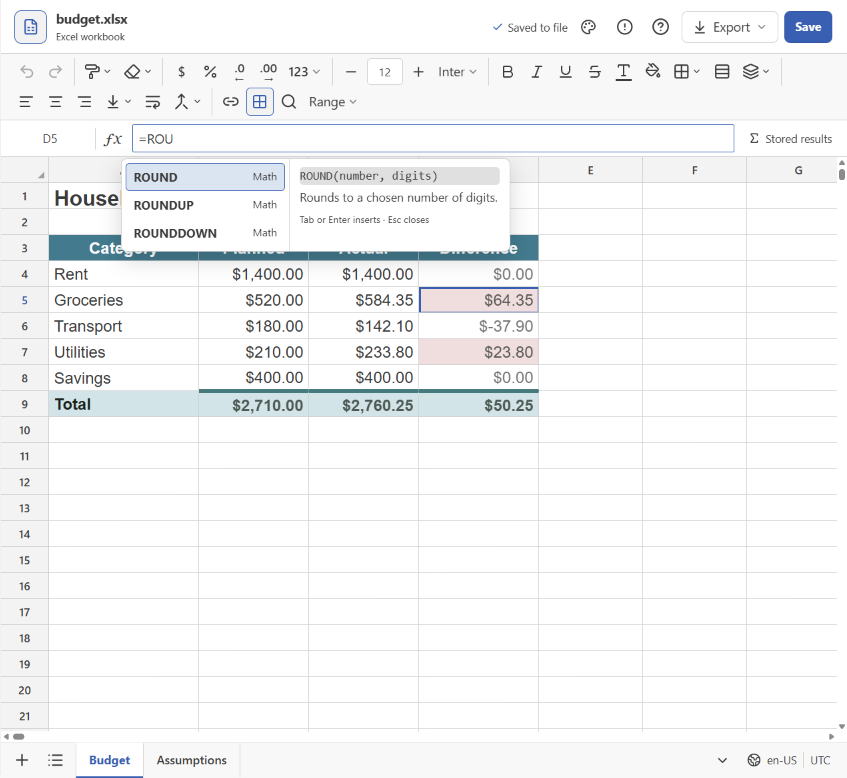 budget.xlsx
Excel workbook
Saved to file
Export
Save
$ % .0 .00 123 12 Inter B I U S T
Range
D5 fx =ROU Σ Stored results
E F G
ROUND Math
ROUNDUP Math
ROUNDDOWN Math
ROUND(number, digits)
Rounds to a chosen number of digits.
Tab or Enter inserts · Esc closes
1 House
2
3 Category
4 Rent $1,400.00 $1,400.00 $0.00
5 Groceries $520.00 $584.35 $64.35
6 Transport $180.00 $142.10 $-37.90
7 Utilities $210.00 $233.80 $23.80
8 Savings $400.00 $400.00 $0.00
9 Total $2,710.00 $2,760.25 $50.25
10
11
12
13
14
15
16
17
18
19
20
21
Budget Assumptions en-US UTC